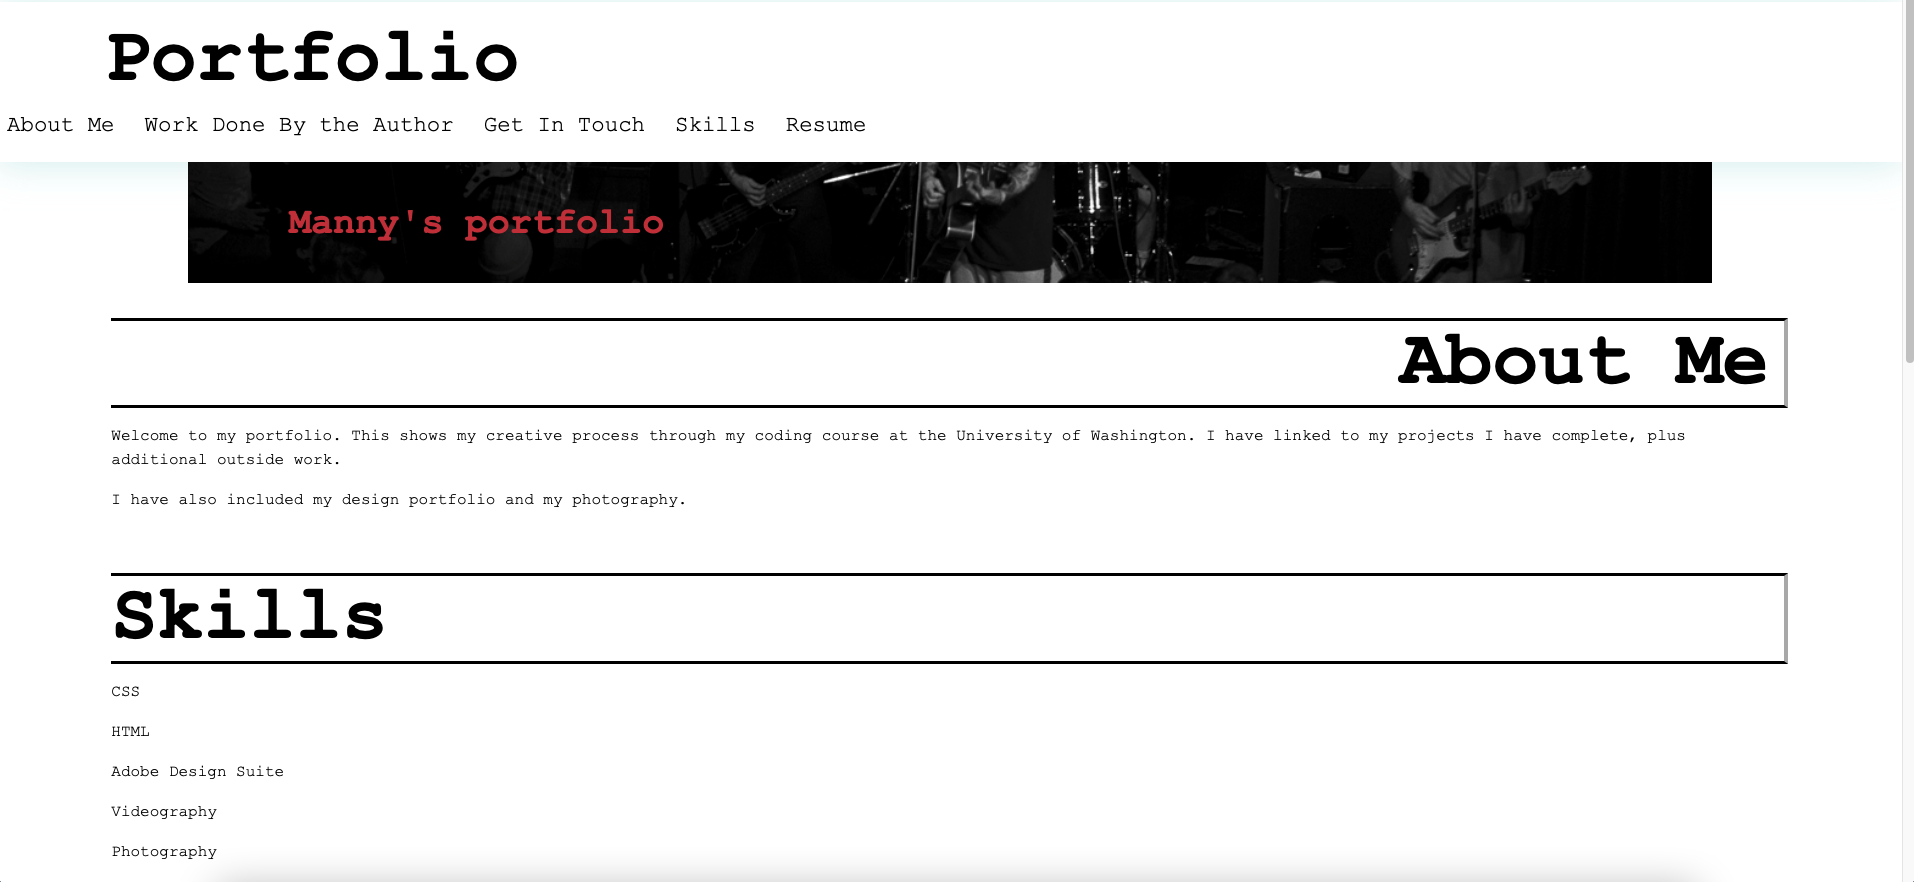 Portfolio
About Me Work Done By the Author Get In Touch Skills Resume
Manny's portfolio
About Me
Welcome to my portfolio. This shows my creative process through my coding course at the University of Washington. I have linked to my projects I have complete, plus
additional outside work.
I have also included my design portfolio and my photography.
Skills
CSS
HTML
Adobe Design Suite
Videography
Photography